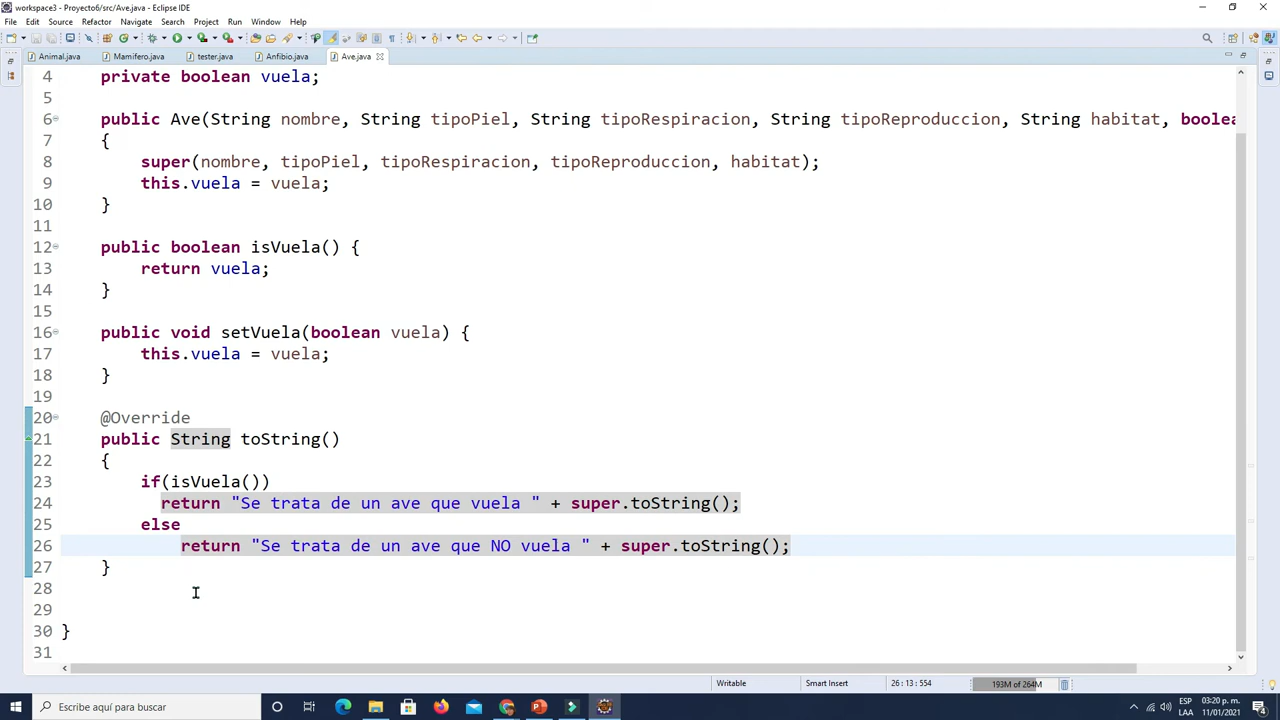 workspace3 - Proyecto6/src/Ave.java - Eclipse IDE
File Edit Source Refactor Navigate Search Project Run Window Help
Animal.java Mamifero.java tester.java Anfibio.java Ave.java
4 private boolean vuela;
5
6 public Ave(String nombre, String tipoPiel, String tipoRespiracion, String tipoReproduccion, String habitat, boolea
7 {
8 super(nombre, tipoPiel, tipoRespiracion, tipoReproduccion, habitat);
9 this.vuela = vuela;
10 }
11
12 public boolean isVuela() {
13 return vuela;
14 }
15
16 public void setVuela(boolean vuela) {
17 this.vuela = vuela;
18 }
19
20 @Override
21 public String toString()
22 {
23 if(isVuela())
24 return "Se trata de un ave que vuela " + super.toString();
25 else
26 return "Se trata de un ave que NO vuela " + super.toString();
27 }
28
29
30 }
31
Writable Smart Insert 26 : 13 : 554 193M of 264M
Escribe aquí para buscar
ESP 03:20 p. m.
LAA 11/01/2021
4